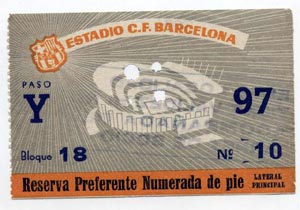 ESTADIO C.F. BARCELONA
PASO
Y
97
Bloque 18
Nº 10
Reserva Preferente Numerada de pie LATERAL PRINCIPAL